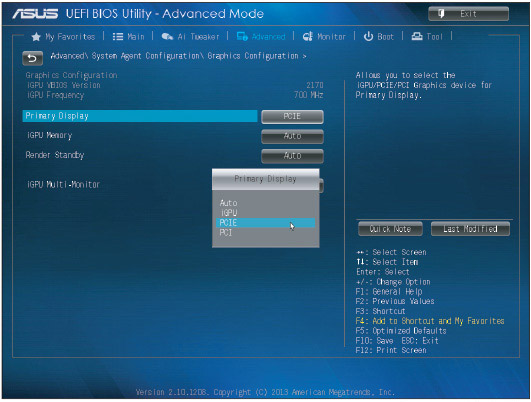 ASUS UEFI BIOS Utility - Advanced Mode
Exit
My Favorites Main Ai Tweaker Advanced Monitor Boot Tool
Advanced\ System Agent Configuration\ Graphics Configuration >
Graphics Configuration
iGPU VBIOS Version 2170
iGPU Frequency 700 MHz
Primary Display PCIE
iGPU Memory Auto
Render Standby Auto
iGPU Multi-Monitor
Primary Display
Auto
iGPU
PCIE
PCI
Allows you to select the
iGPU/PCIE/PCI Graphics device for
Primary Display.
Quick Note Last Modified
→←: Select Screen
↑↓: Select Item
Enter: Select
+/-: Change Option
F1: General Help
F2: Previous Values
F3: Shortcut
F4: Add to Shortcut and My Favorites
F5: Optimized Defaults
F10: Save ESC: Exit
F12: Print Screen
Version 2.10.1208. Copyright (C) 2013 American Megatrends, Inc.